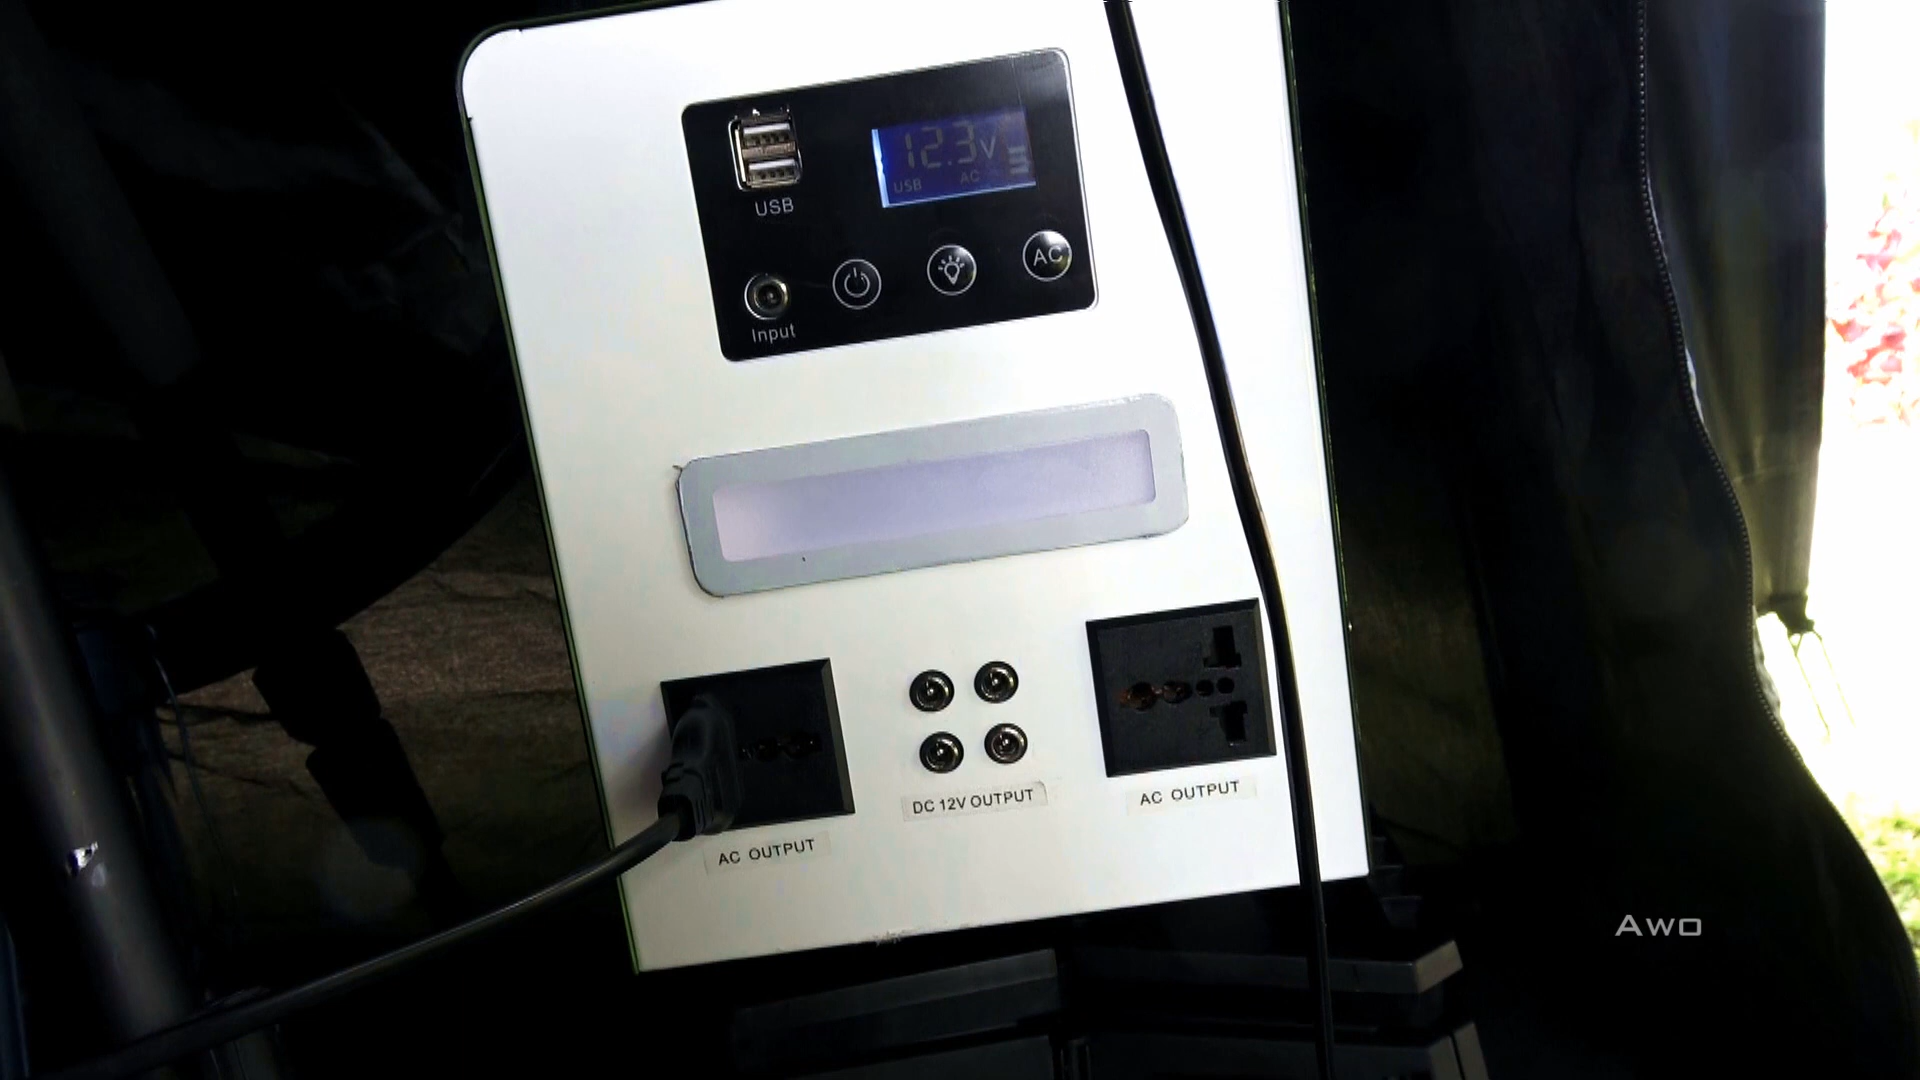 12.3V
USB AC
USB
AC
Input
DC 12V OUTPUT
AC OUTPUT
AC OUTPUT
Awo